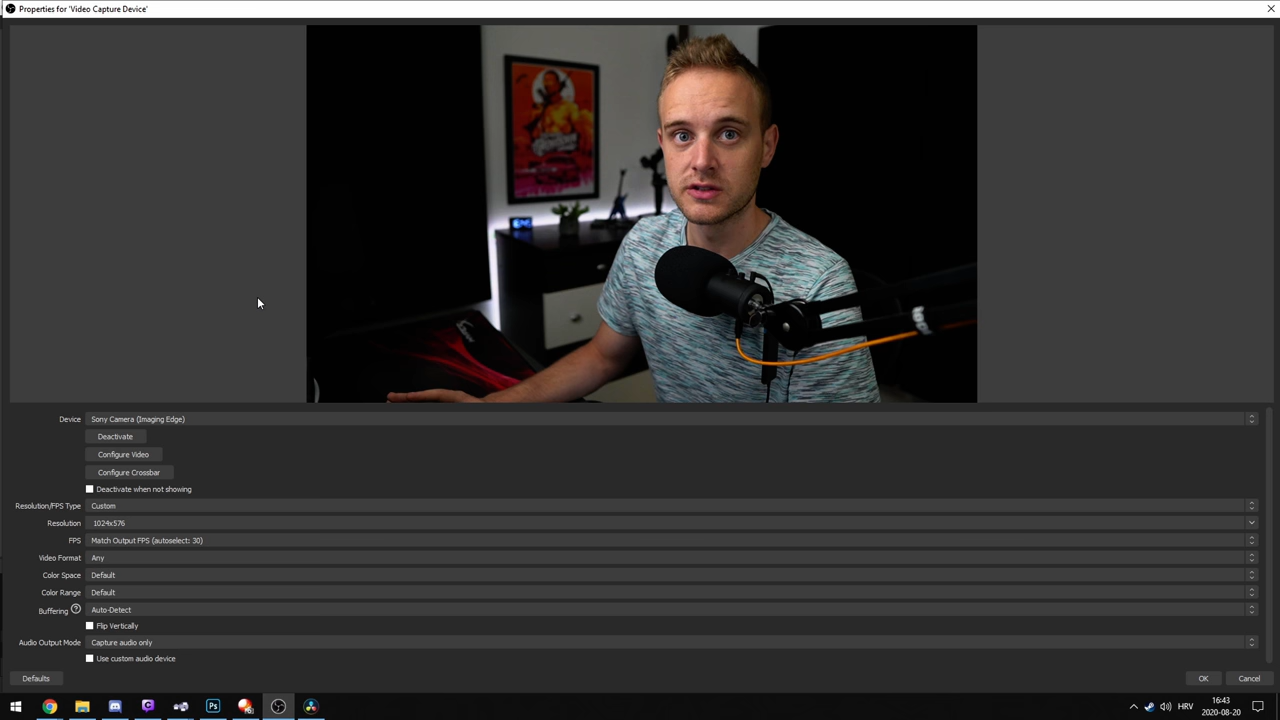 Properties for 'Video Capture Device'
Device Sony Camera (Imaging Edge)
Deactivate
Configure Video
Configure Crossbar
Deactivate when not showing
Resolution/FPS Type Custom
Resolution 1024x576
FPS Match Output FPS (autoselect: 30)
Video Format Any
Color Space Default
Color Range Default
Buffering ? Auto-Detect
Flip Vertically
Audio Output Mode Capture audio only
Use custom audio device
Defaults OK Cancel
Ps HRV 16:43
2020-08-20